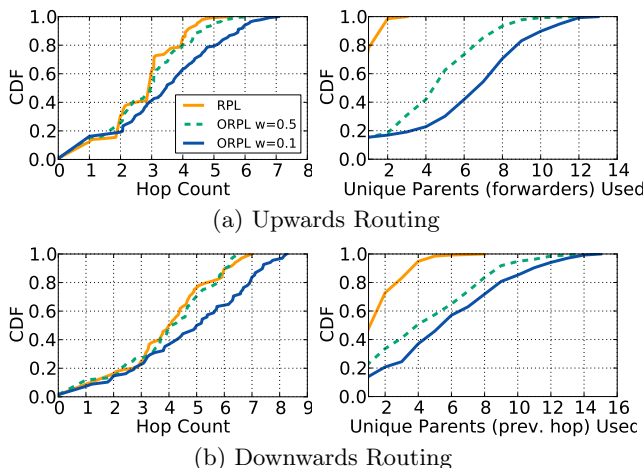 1.0
0.8
0.6
0.4
0.2
0.0
CDF
0 1 2 3 4 5 6 7 8
Hop Count
RPL
ORPL w=0.5
ORPL w=0.1
1.0
0.8
0.6
0.4
0.2
0.0
CDF
2 4 6 8 10 12 14
Unique Parents (forwarders) Used
(a) Upwards Routing
1.0
0.8
0.6
0.4
0.2
0.0
CDF
0 1 2 3 4 5 6 7 8 9
Hop Count
1.0
0.8
0.6
0.4
0.2
0.0
CDF
2 4 6 8 10 12 14 16
Unique Parents (prev. hop) Usec
(b) Downwards Routing